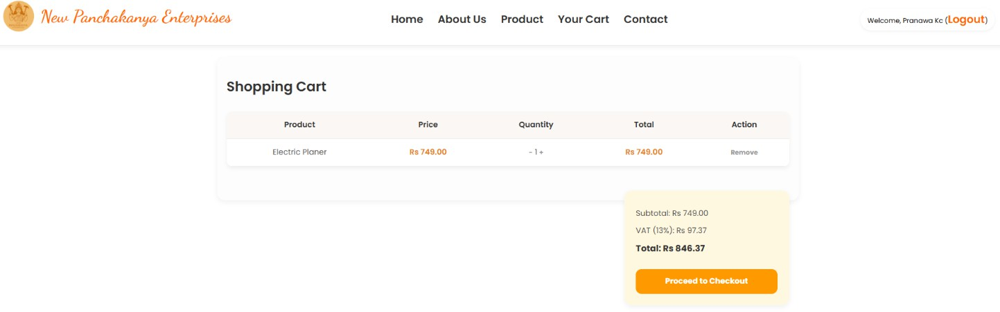 New Panchakanya Enterprises
Home About Us Product Your Cart Contact
Welcome, Pranawa Kc (Logout)
Shopping Cart
Product Price Quantity Total Action
Electric Planer Rs 749.00 - 1 + Rs 749.00 Remove
Subtotal: Rs 749.00
VAT (13%): Rs 97.37
Total: Rs 846.37
Proceed to Checkout